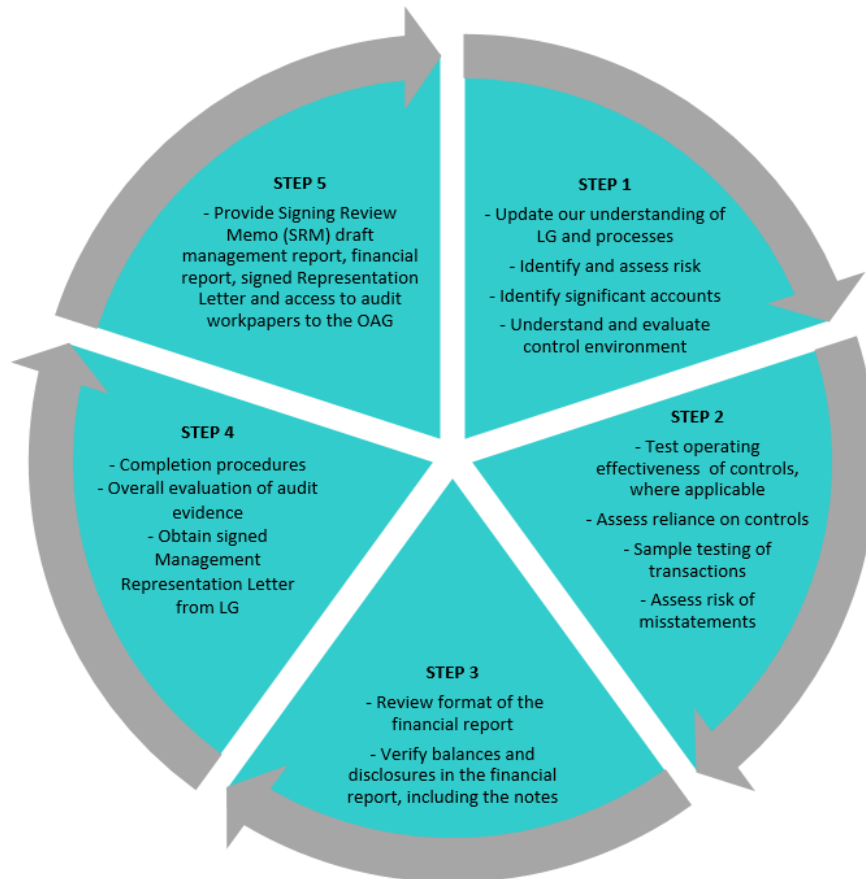 STEP 1
- Update our understanding of
LG and processes
- Identify and assess risk
- Identify significant accounts
- Understand and evaluate
control environment
STEP 2
- Test operating
effectiveness of controls,
where applicable
- Assess reliance on controls
- Sample testing of
transactions
- Assess risk of
misstatements
STEP 3
- Review format of the
financial report
- Verify balances and
disclosures in the financial
report, including the notes
STEP 4
- Completion procedures
- Overall evaluation of audit
evidence
- Obtain signed
Management
Representation Letter
from LG
STEP 5
- Provide Signing Review
Memo (SRM) draft
management report, financial
report, signed Representation
Letter and access to audit
workpapers to the OAG